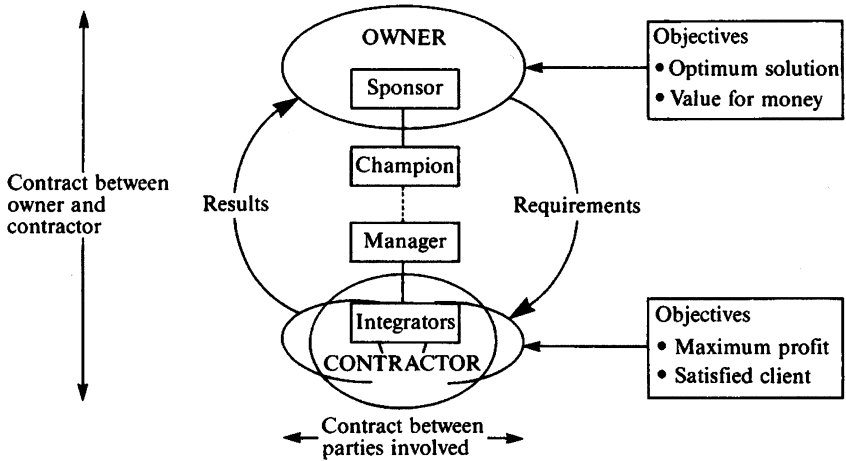 OWNER
Sponsor
Champion
Manager
Integrators
CONTRACTOR
Results
Requirements
Contract between
owner and
contractor
Objectives
• Optimum solution
• Value for money
Objectives
• Maximum profit
• Satisfied client
Contract between
parties involved